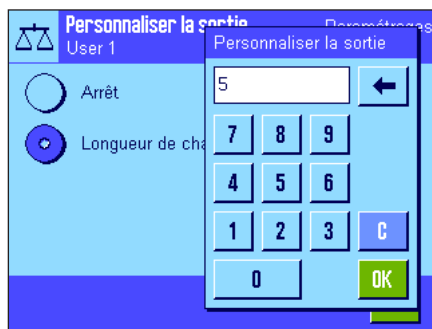 Personnaliser la sortie
Paramétrages
User 1
Arrêt
Longueur de cha
Personnaliser la sortie
5
7 8 9
4 5 6
1 2 3 C
0 OK